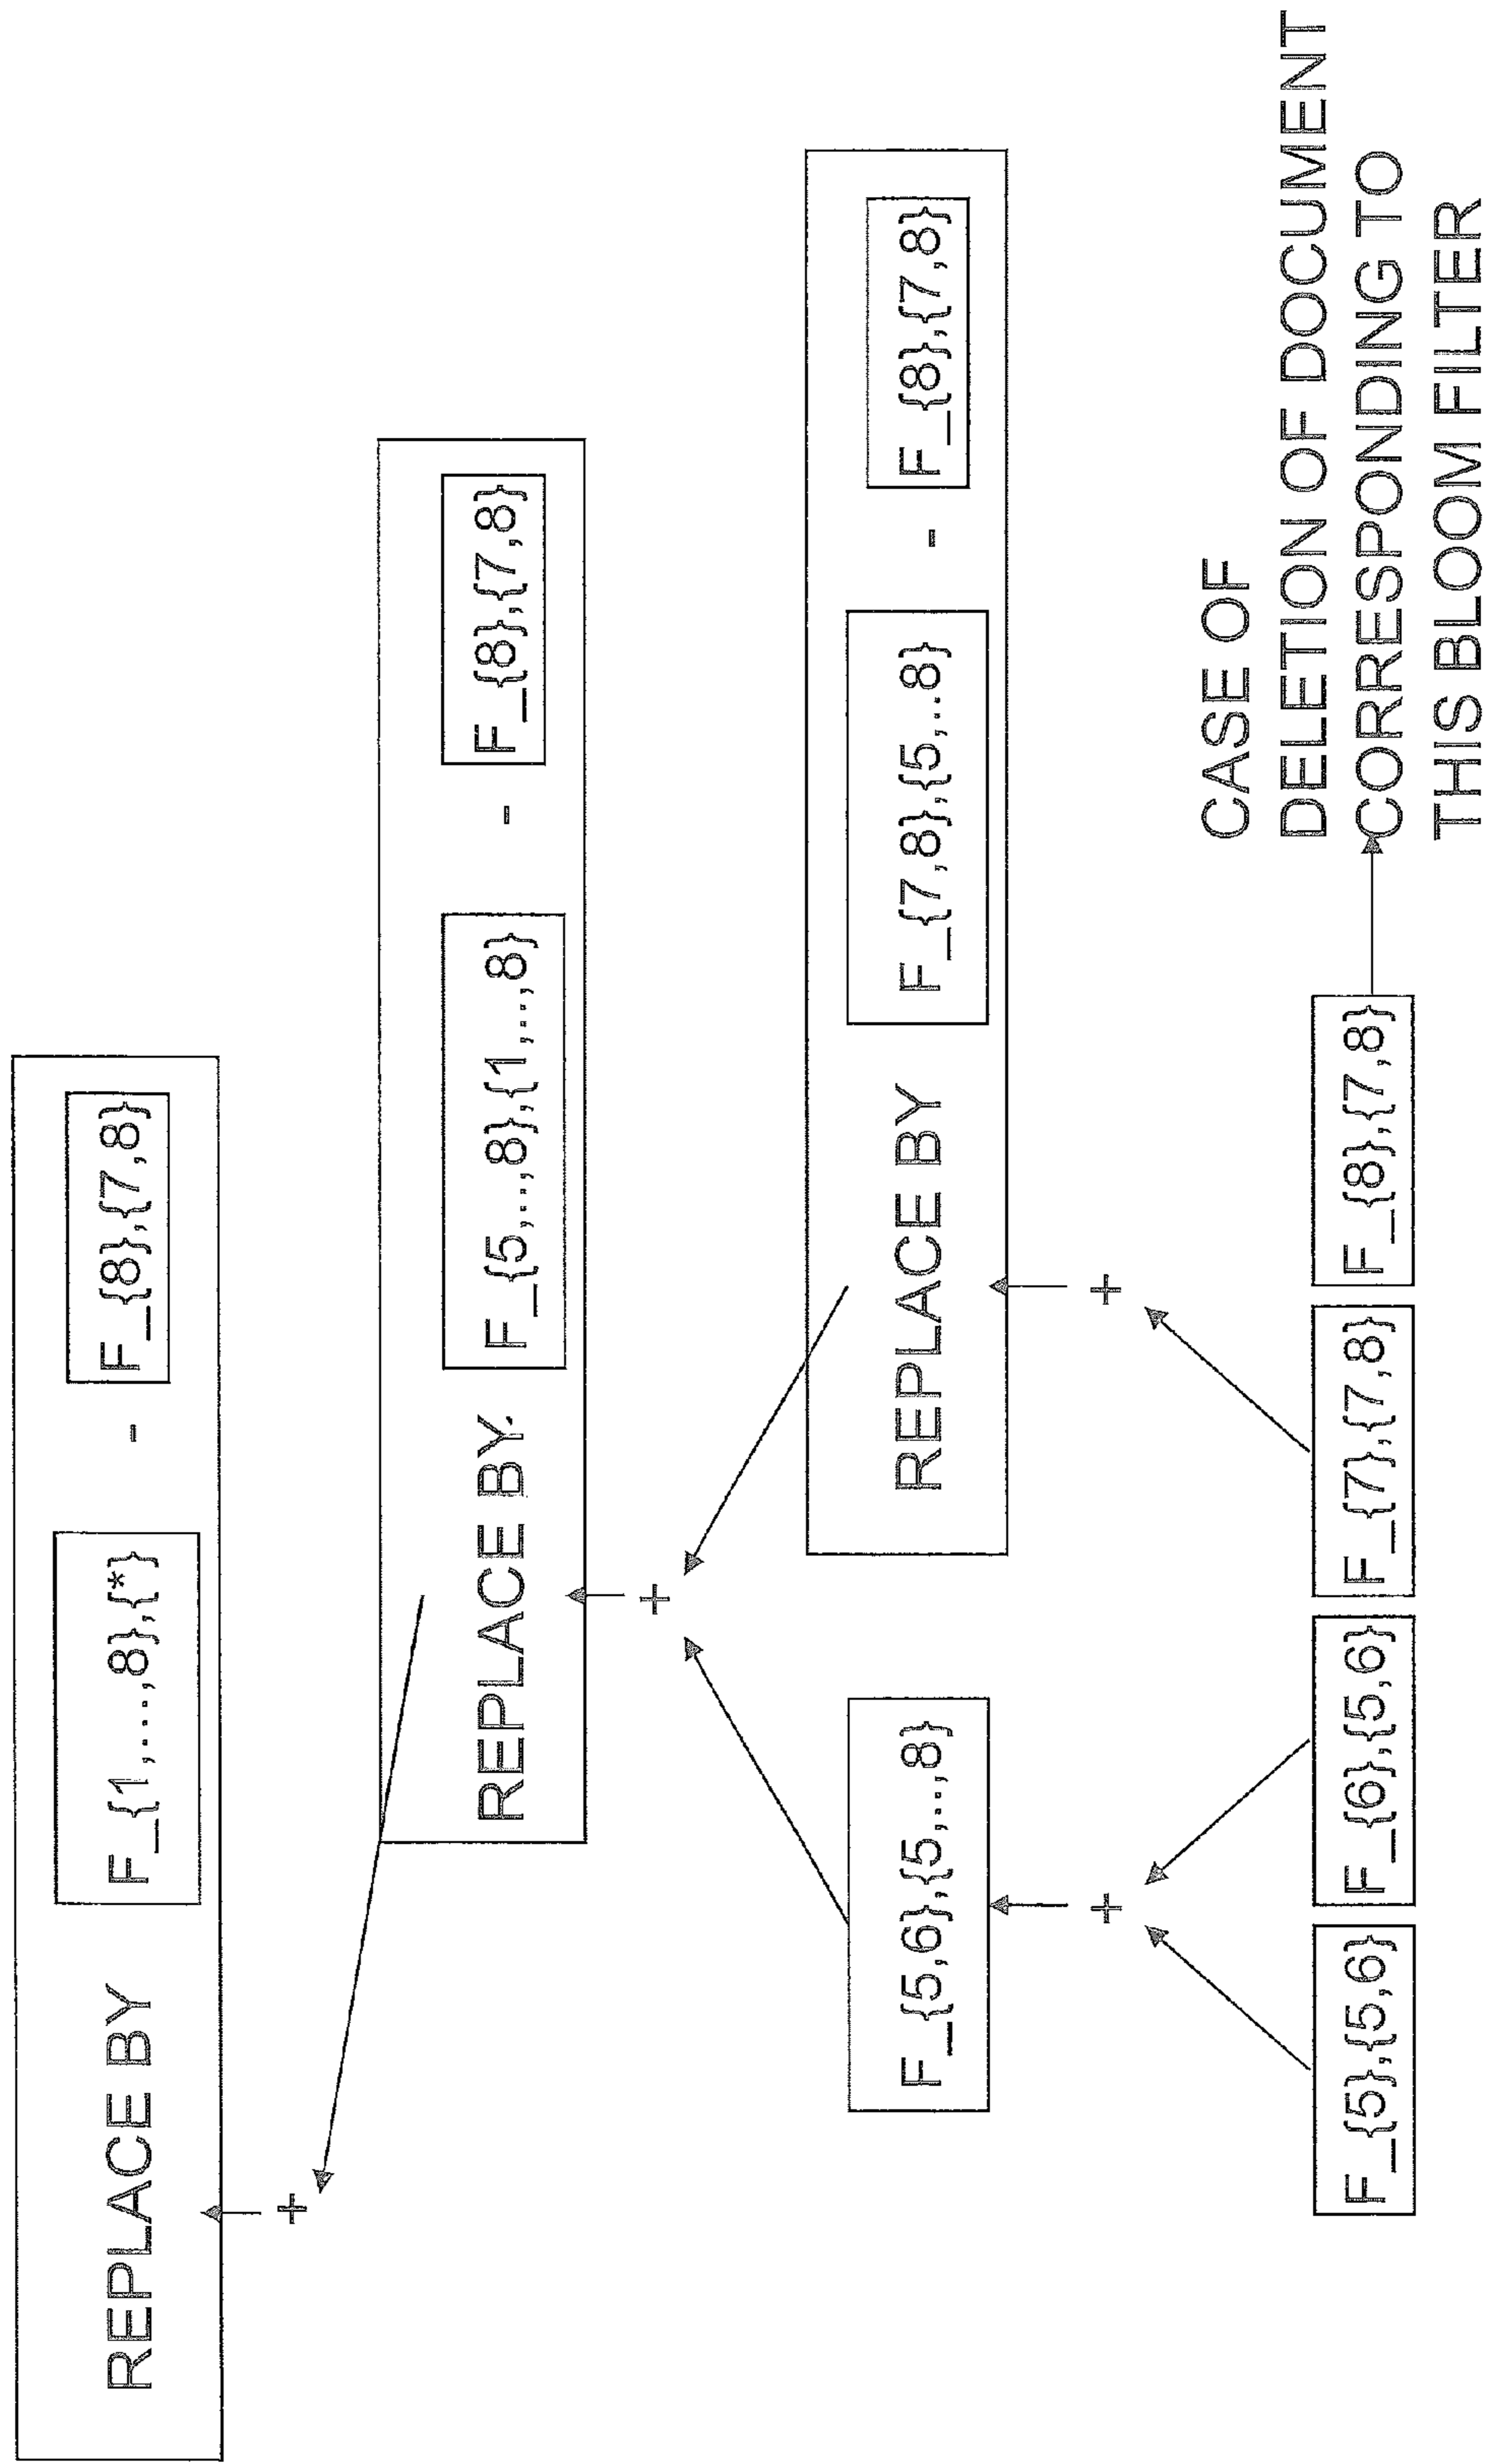 REPLACE BY F_{1,...,8},{*} - F_{8},{7,8}
+
REPLACE BY. F_{5,..,8},{1,..,8} - F_{8},{7,8}
+
F_{5,6},{5,..,8} REPLACE BY F_{7,8},{5,..8} - F_{8},{7,8}
+ +
F_{5},{5,6} F_{6},{5,6} F_{7},{7,8} F_{8},{7,8}
CASE OF
DELETION OF DOCUMENT
CORRESPONDING TO
THIS BLOOM FILTER